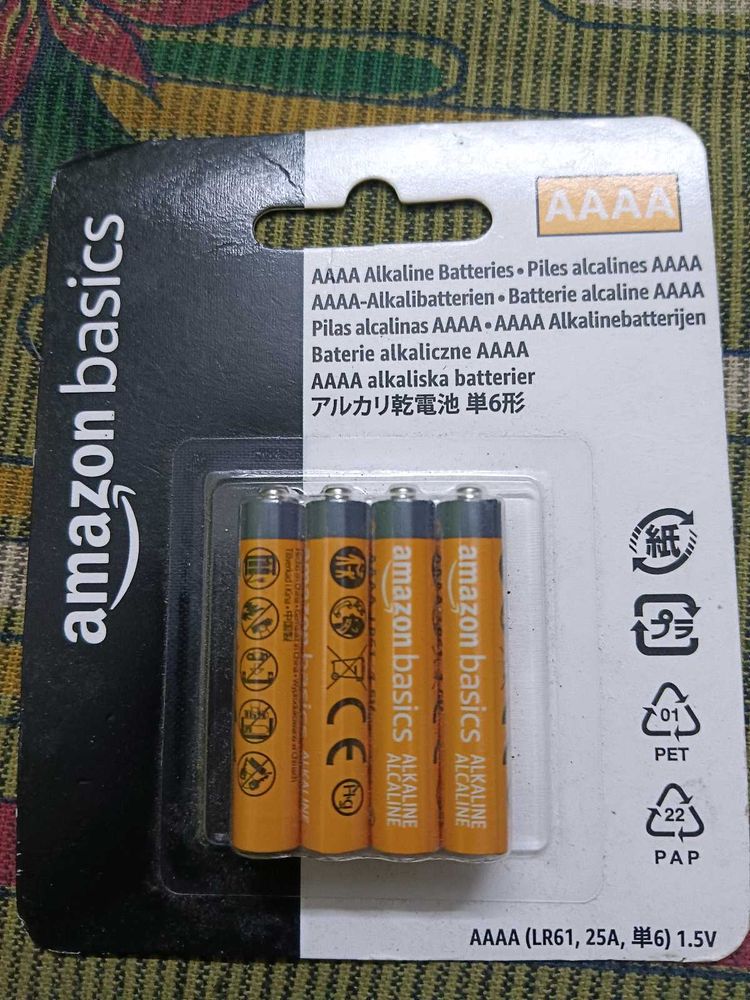 amazon basics
AAAA
AAAA Alkaline Batteries • Piles alcalines AAAA
AAAA-Alkalibatterien • Batterie alcaline AAAA
Pilas alcalinas AAAA • AAAA Alkalinebatterijen
Baterie alkaliczne AAAA
AAAA alkaliska batterier
アルカリ乾電池 単6形
紙
プラ
01
PET
22
PAP
CE
Hg
amazon basics
ALKALINE
ALCALINE
amazon basics
ALKALINE
ALCALINE
AAAA (LR61, 25A, 単6) 1.5V